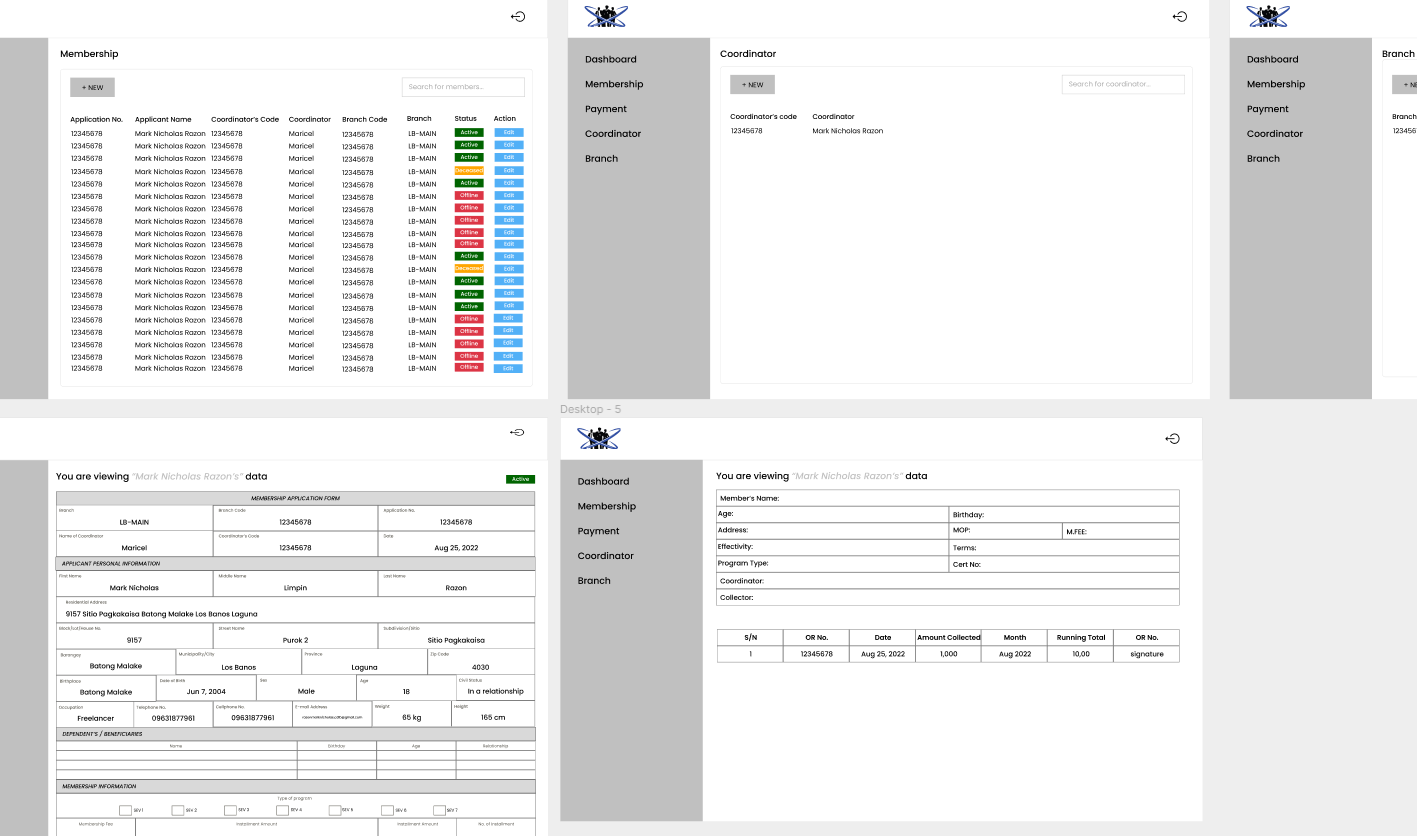 Membership
+ NEW
Search for members...
Application No. Applicant Name Coordinator's Code Coordinator Branch Code Branch Status Action
12345678 Mark Nicholas Razon 12345678 Maricel 12345678 LB-MAIN Active Edit
12345678 Mark Nicholas Razon 12345678 Maricel 12345678 LB-MAIN Active Edit
12345678 Mark Nicholas Razon 12345678 Maricel 12345678 LB-MAIN Active Edit
12345678 Mark Nicholas Razon 12345678 Maricel 12345678 LB-MAIN Deceased Edit
12345678 Mark Nicholas Razon 12345678 Maricel 12345678 LB-MAIN Active Edit
12345678 Mark Nicholas Razon 12345678 Maricel 12345678 LB-MAIN Offline Edit
12345678 Mark Nicholas Razon 12345678 Maricel 12345678 LB-MAIN Offline Edit
12345678 Mark Nicholas Razon 12345678 Maricel 12345678 LB-MAIN Offline Edit
12345678 Mark Nicholas Razon 12345678 Maricel 12345678 LB-MAIN Offline Edit
12345678 Mark Nicholas Razon 12345678 Maricel 12345678 LB-MAIN Offline Edit
12345678 Mark Nicholas Razon 12345678 Maricel 12345678 LB-MAIN Active Edit
12345678 Mark Nicholas Razon 12345678 Maricel 12345678 LB-MAIN Deceased Edit
12345678 Mark Nicholas Razon 12345678 Maricel 12345678 LB-MAIN Active Edit
12345678 Mark Nicholas Razon 12345678 Maricel 12345678 LB-MAIN Active Edit
12345678 Mark Nicholas Razon 12345678 Maricel 12345678 LB-MAIN Active Edit
12345678 Mark Nicholas Razon 12345678 Maricel 12345678 LB-MAIN Offline Edit
12345678 Mark Nicholas Razon 12345678 Maricel 12345678 LB-MAIN Offline Edit
12345678 Mark Nicholas Razon 12345678 Maricel 12345678 LB-MAIN Offline Edit
12345678 Mark Nicholas Razon 12345678 Maricel 12345678 LB-MAIN Offline Edit
12345678 Mark Nicholas Razon 12345678 Maricel 12345678 LB-MAIN Offline Edit
Dashboard
Membership
Payment
Coordinator
Branch
Coordinator
+ NEW
Search for coordinator...
Coordinator's code Coordinator
12345678 Mark Nicholas Razon
Dashboard
Membership
Payment
Coordinator
Branch
Branch
+ NE
Branch
123456
You are viewing "Mark Nicholas Razon's" data
Active
MEMBERSHIP APPLICATION FORM
Branch Branch Code Application No.
LB-MAIN 12345678 12345678
Name of Coordinator Coordinator's Code Date
Maricel 12345678 Aug 25, 2022
APPLICANT PERSONAL INFORMATION
First Name Middle Name Last Name
Mark Nicholas Limpin Razon
Residential Address
9157 Sitio Pagkakaisa Batong Malake Los Banos Laguna
Block/Lot/House No. Street Name Subdivision/Sitio
9157 Purok 2 Sitio Pagkakaisa
Barangay Municipality/City Province Zip Code
Batong Malake Los Banos Laguna 4030
Birthplace Date of Birth Sex Age Civil Status
Batong Malake Jun 7, 2004 Male 18 In a relationship
Occupation Telephone No. Cellphone No. E-mail Address Weight Height
Freelancer 09631877961 09631877961 65 kg 165 cm
DEPENDENT'S / BENEFICIARIES
Name Birthday Age Relationship
MEMBERSHIP INFORMATION
Type of program
SEV 1 SEV 2 SEV 3 SEV 4 SEV 5 SEV 6 SEV 7
Membership Fee Instalment Amount Instalment Amount No. of Installment
Desktop - 5
Dashboard
Membership
Payment
Coordinator
Branch
You are viewing "Mark Nicholas Razon's" data
Member's Name:
Age: Birthday:
Address: MOP: M.FEE:
Effectivity: Terms:
Program Type: Cert No:
Coordinator:
Collector:
S/N OR No. Date Amount Collected Month Running Total OR No.
1 12345678 Aug 25, 2022 1,000 Aug 2022 10,00 signature